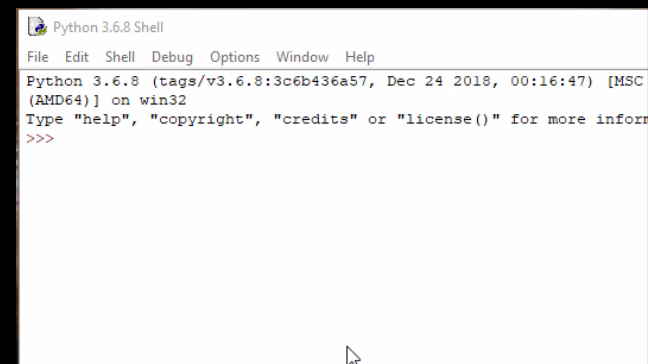 Python 3.6.8 Shell
File Edit Shell Debug Options Window Help
Python 3.6.8 (tags/v3.6.8:3c6b436a57, Dec 24 2018, 00:16:47) [MSC
(AMD64)] on win32
Type "help", "copyright", "credits" or "license()" for more infor
>>>